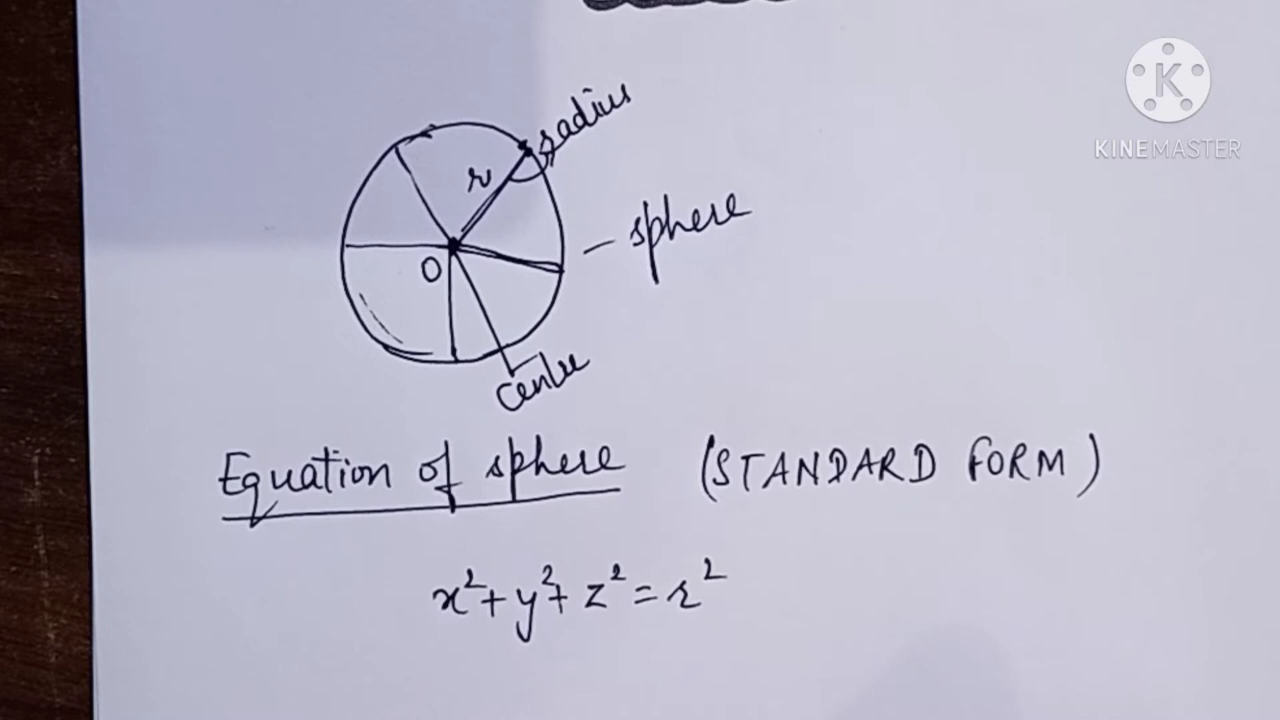 radius
r
sphere
O
centre
Equation of sphere (STANDARD FORM)
x²+y²+z²=r²
K
KINEMASTER